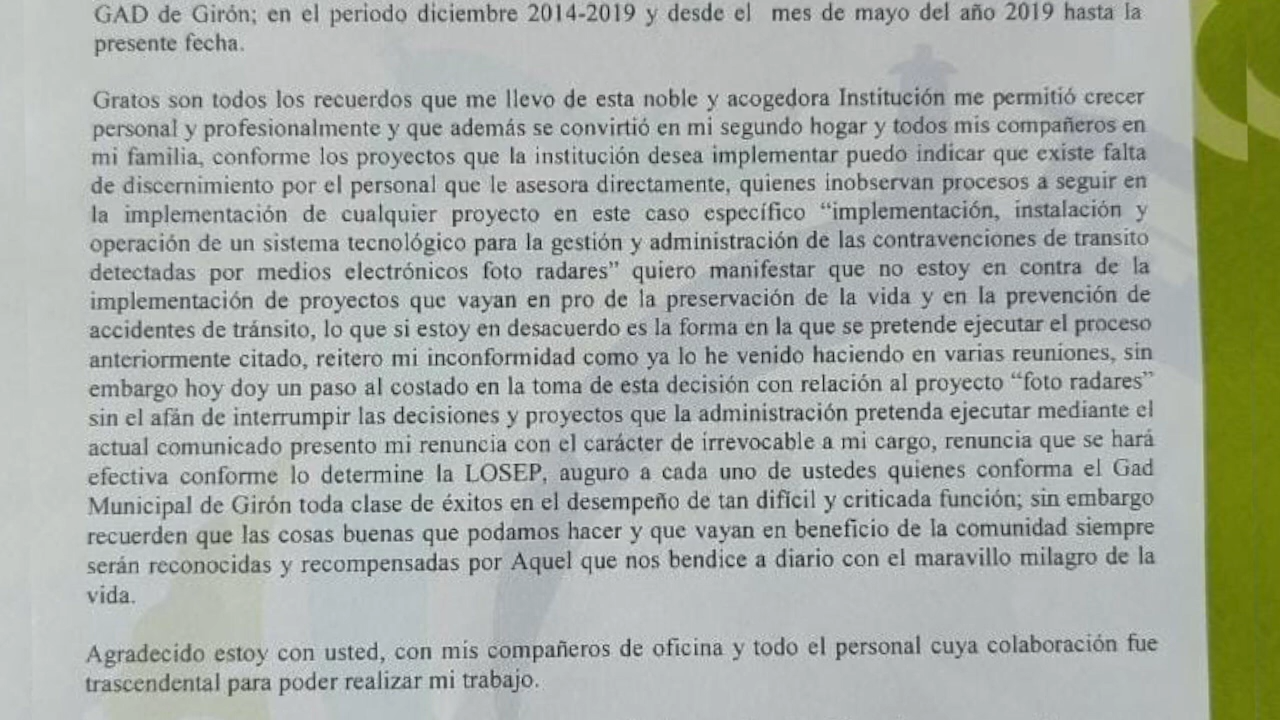 GAD de Girón; en el periodo diciembre 2014-2019 y desde el mes de mayo del año 2019 hasta la
presente fecha.
Gratos son todos los recuerdos que me llevo de esta noble y acogedora Institución me permitió crecer
personal y profesionalmente y que además se convirtió en mi segundo hogar y todos mis compañeros en
mi familia, conforme los proyectos que la institución desea implementar puedo indicar que existe falta
de discernimiento por el personal que le asesora directamente, quienes inobservan procesos a seguir en
la implementación de cualquier proyecto en este caso específico “implementación, instalación y
operación de un sistema tecnológico para la gestión y administración de las contravenciones de transito
detectadas por medios electrónicos foto radares” quiero manifestar que no estoy en contra de la
implementación de proyectos que vayan en pro de la preservación de la vida y en la prevención de
accidentes de tránsito, lo que si estoy en desacuerdo es la forma en la que se pretende ejecutar el proceso
anteriormente citado, reitero mi inconformidad como ya lo he venido haciendo en varias reuniones, sin
embargo hoy doy un paso al costado en la toma de esta decisión con relación al proyecto “foto radares”
sin el afán de interrumpir las decisiones y proyectos que la administración pretenda ejecutar mediante el
actual comunicado presento mi renuncia con el carácter de irrevocable a mi cargo, renuncia que se hará
efectiva conforme lo determine la LOSEP, auguro a cada uno de ustedes quienes conforma el Gad
Municipal de Girón toda clase de éxitos en el desempeño de tan difícil y criticada función; sin embargo
recuerden que las cosas buenas que podamos hacer y que vayan en beneficio de la comunidad siempre
serán reconocidas y recompensadas por Aquel que nos bendice a diario con el maravillo milagro de la
vida.
Agradecido estoy con usted, con mis compañeros de oficina y todo el personal cuya colaboración fue
trascendental para poder realizar mi trabajo.